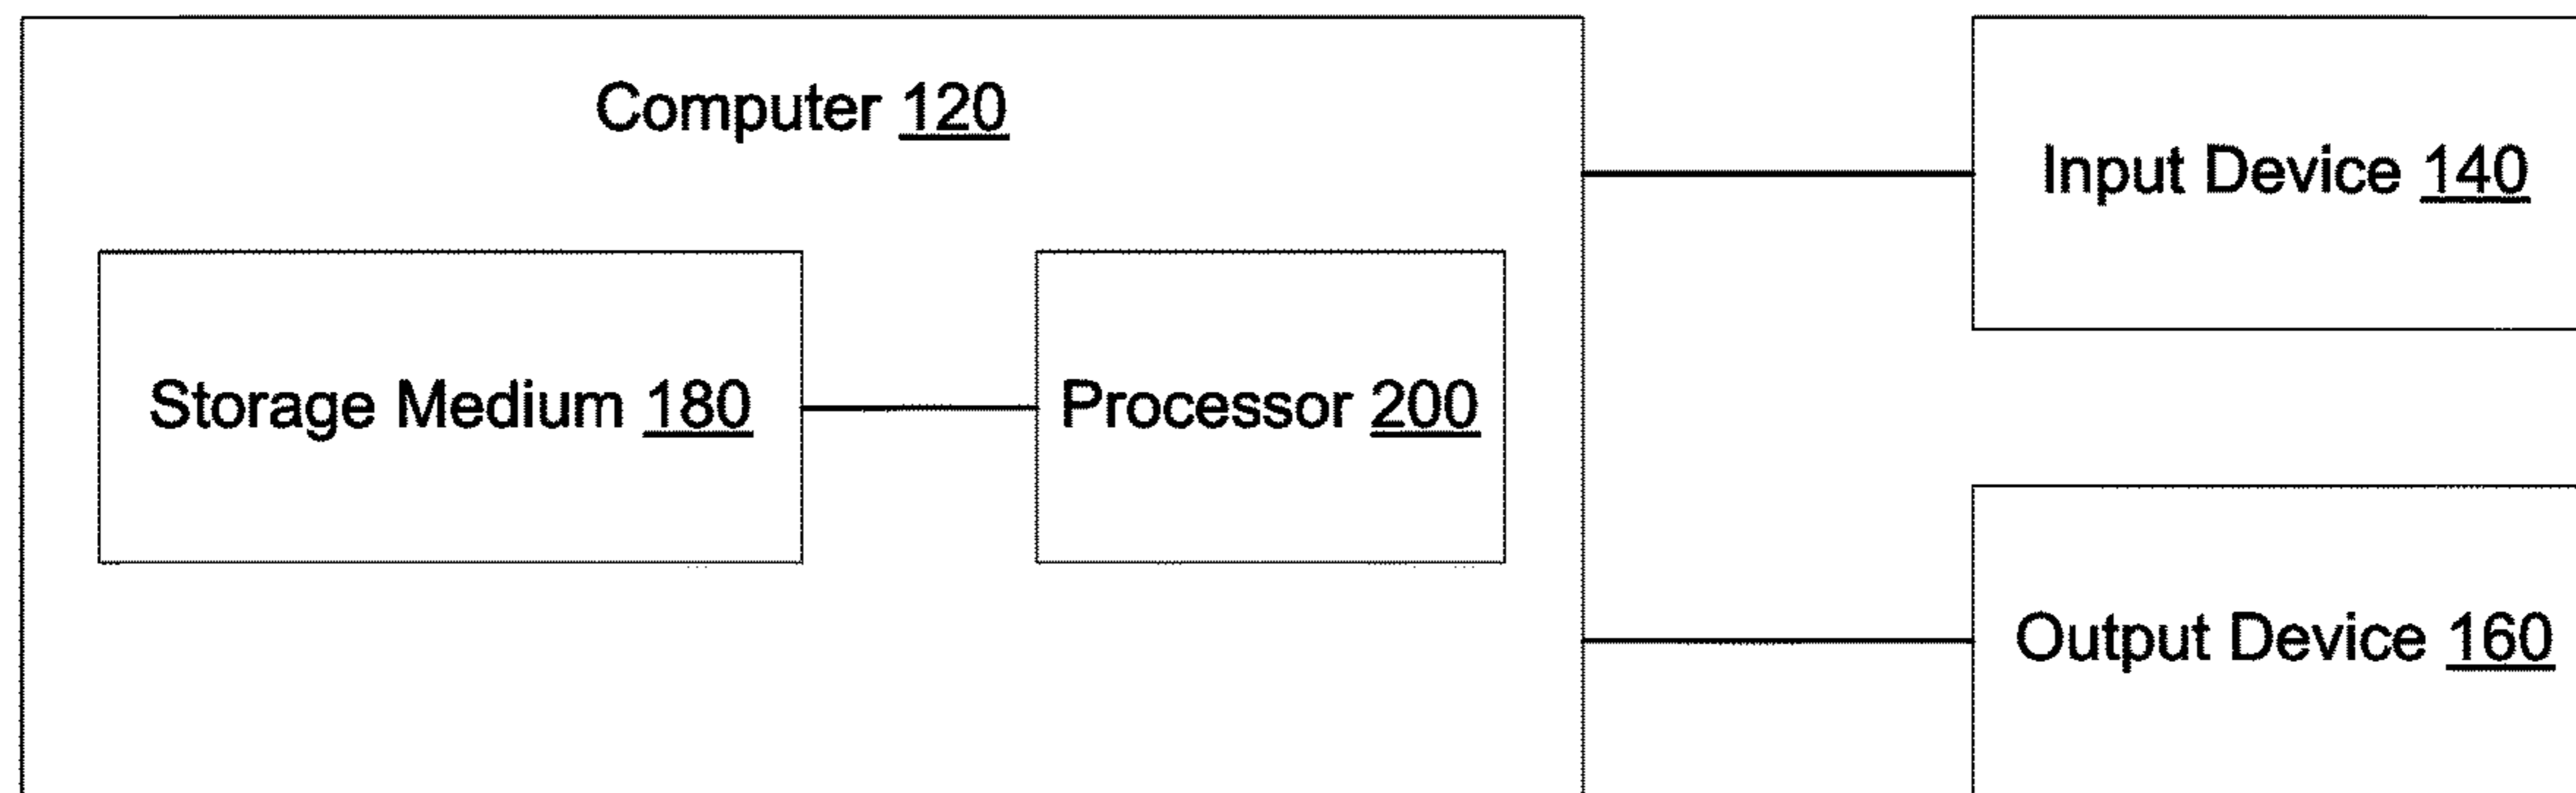 Computer 120
Input Device 140
Storage Medium 180
Processor 200
Output Device 160